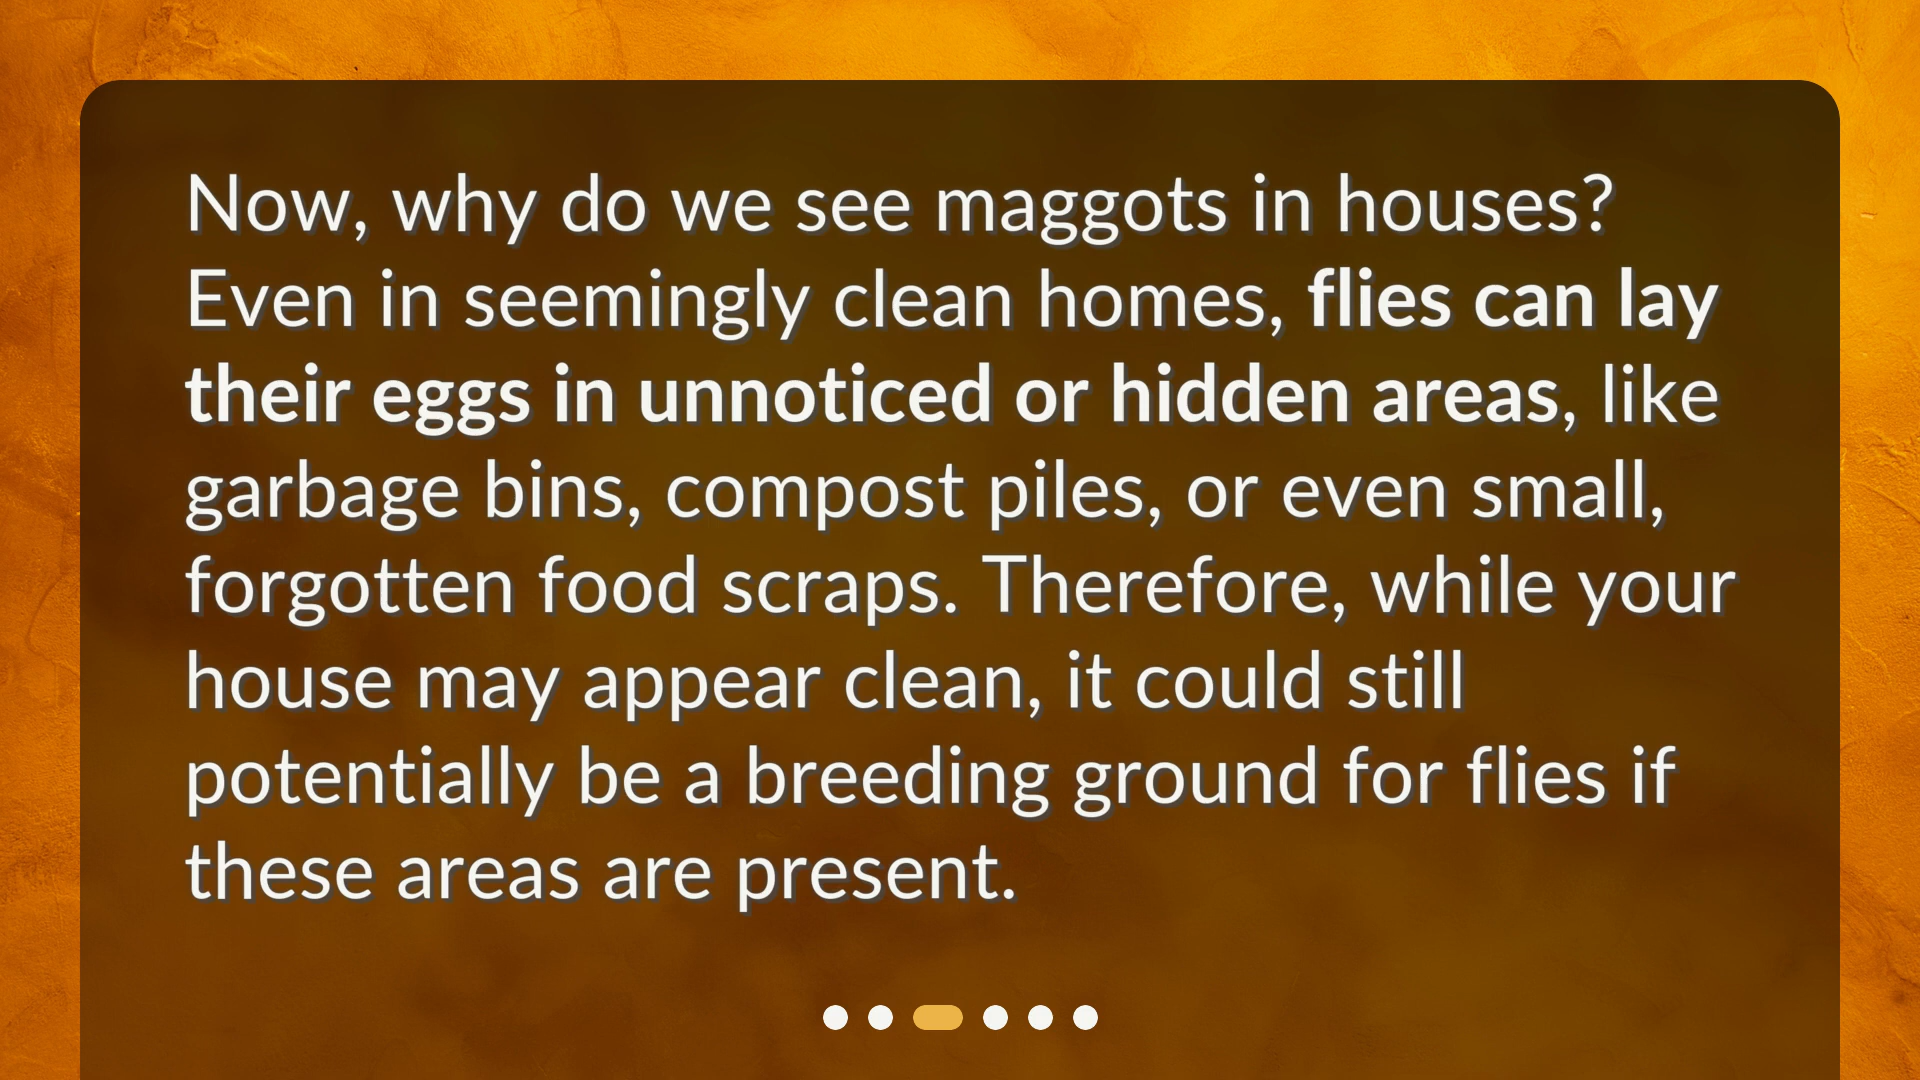 Now, why do we see maggots in houses?
Even in seemingly clean homes, flies can lay
their eggs in unnoticed or hidden areas, like
garbage bins, compost piles, or even small,
forgotten food scraps. Therefore, while your
house may appear clean, it could still
potentially be a breeding ground for flies if
these areas are present.